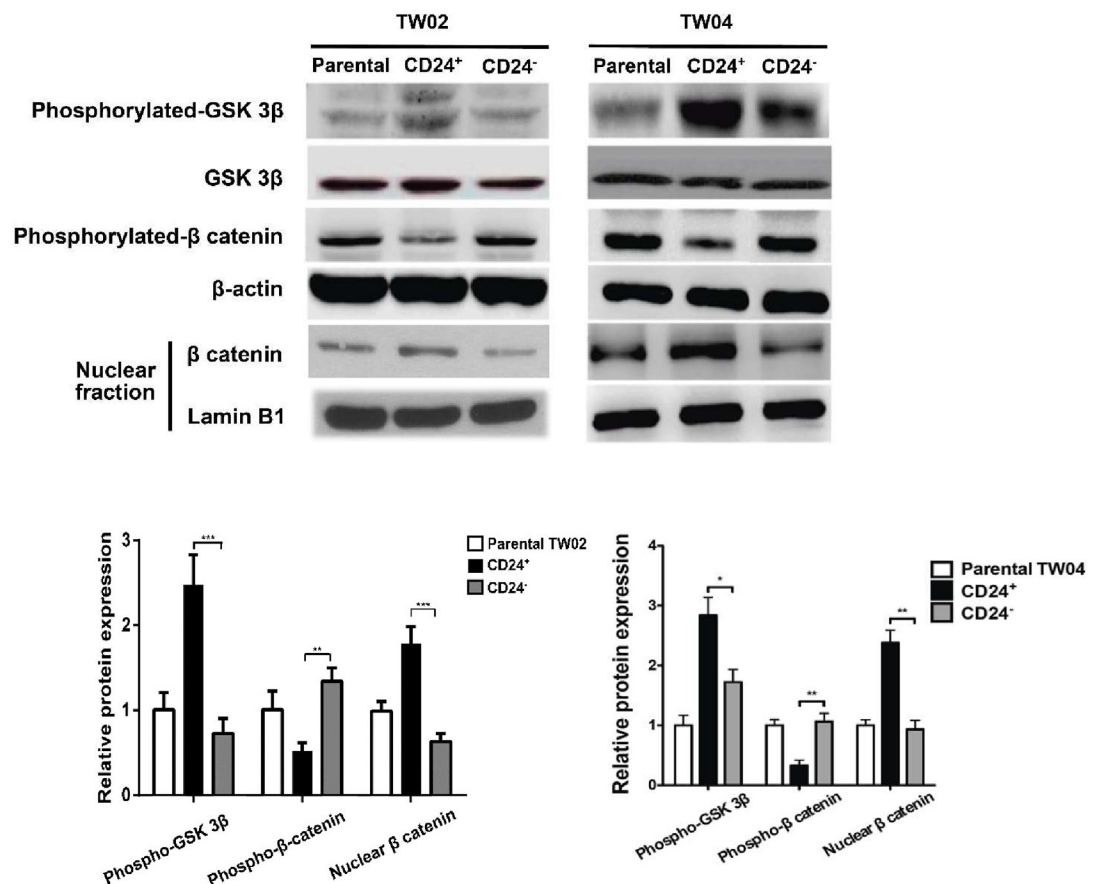 TW02 TW04
Parental CD24⁺ CD24⁻ Parental CD24⁺ CD24⁻
Phosphorylated-GSK 3β
GSK 3β
Phosphorylated-β catenin
β-actin
Nuclear fraction
β catenin
Lamin B1
Relative protein expression
3
2
1
0
***
**
***
Parental TW02
CD24⁺
CD24⁻
Phospho-GSK 3β
Phospho-β-catenin
Nuclear β catenin
Relative protein expression
4
3
2
1
0
*
**
**
Parental TW04
CD24⁺
CD24⁻
Phospho-GSK 3β
Phospho-β catenin
Nuclear β catenin